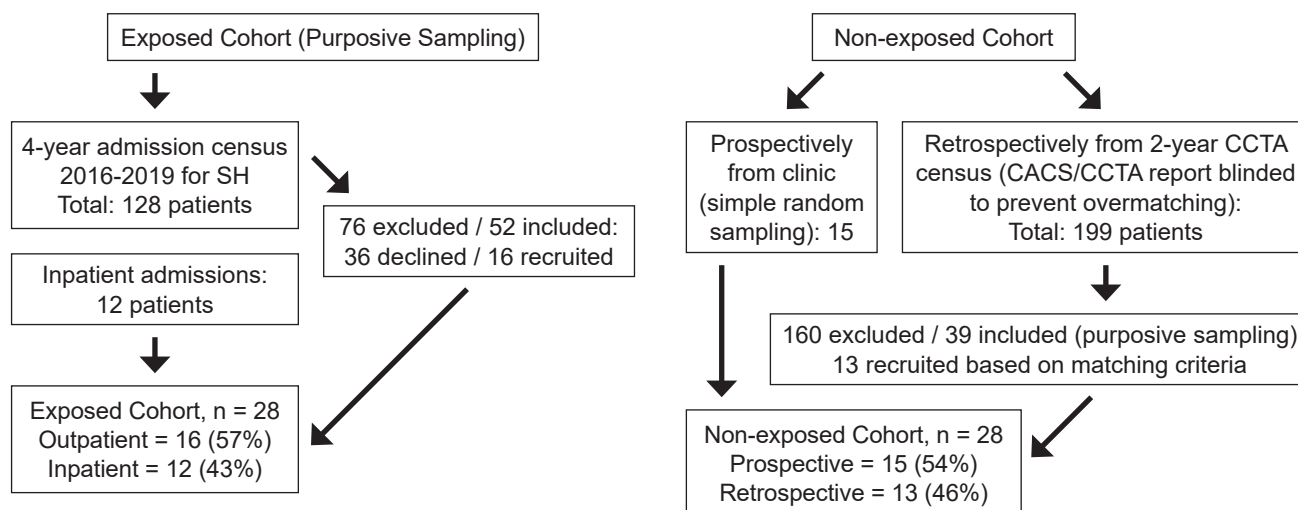 Exposed Cohort (Purposive Sampling)
4-year admission census
2016-2019 for SH
Total: 128 patients
76 excluded / 52 included:
36 declined / 16 recruited
Inpatient admissions:
12 patients
Exposed Cohort, n = 28
Outpatient = 16 (57%)
Inpatient = 12 (43%)
Non-exposed Cohort
Prospectively
from clinic
(simple random
sampling): 15
Retrospectively from 2-year CCTA
census (CACS/CCTA report blinded
to prevent overmatching):
Total: 199 patients
160 excluded / 39 included (purposive sampling)
13 recruited based on matching criteria
Non-exposed Cohort, n = 28
Prospective = 15 (54%)
Retrospective = 13 (46%)